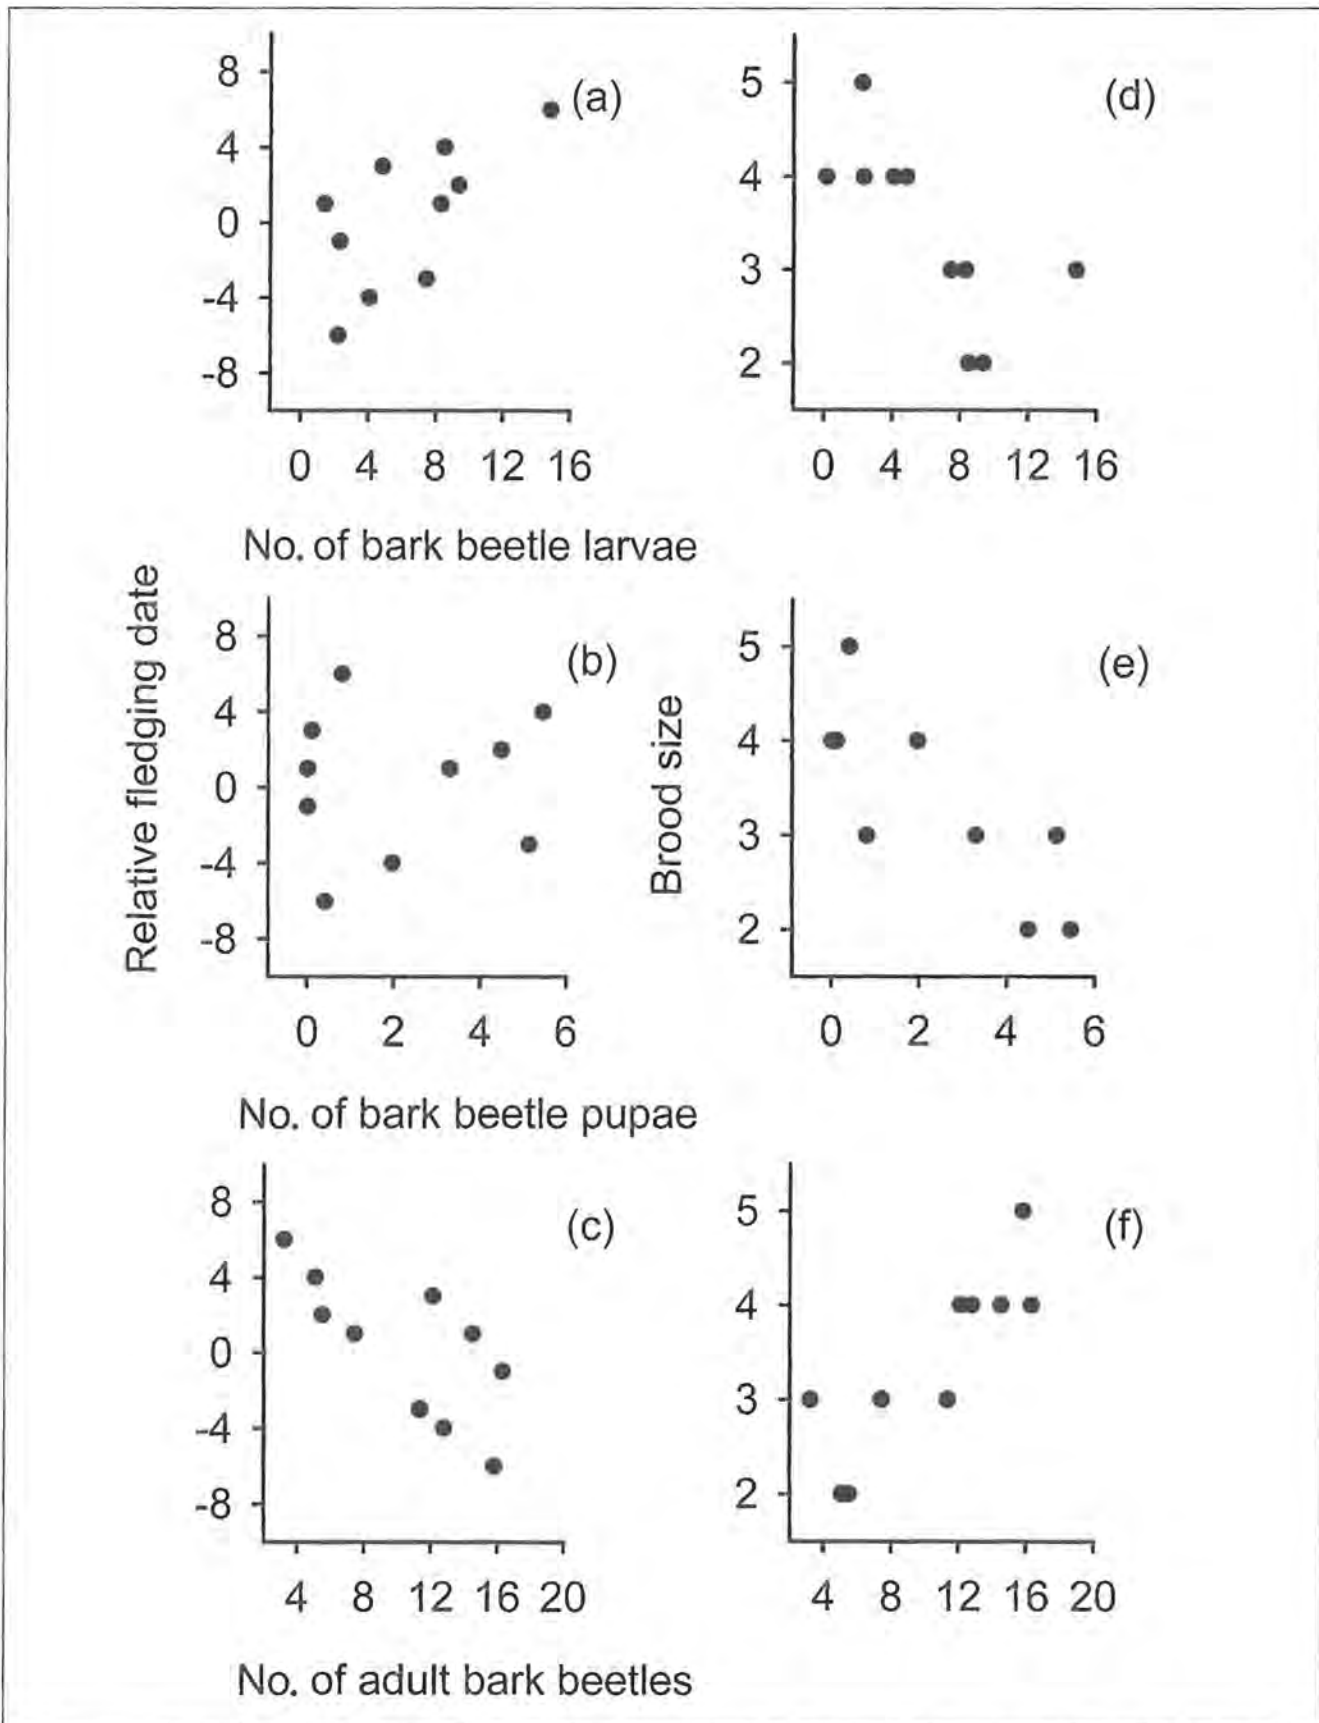 8
4
0
-4
-8
(a)
0 4 8 12 16
5
4
3
2
(d)
0 4 8 12 16
No. of bark beetle larvae
Relative fledging date
8
4
0
-4
-8
(b)
0 2 4 6
Brood size
5
4
3
2
(e)
0 2 4 6
No. of bark beetle pupae
8
4
0
-4
-8
(c)
4 8 12 16 20
5
4
3
2
(f)
4 8 12 16 20
No. of adult bark beetles